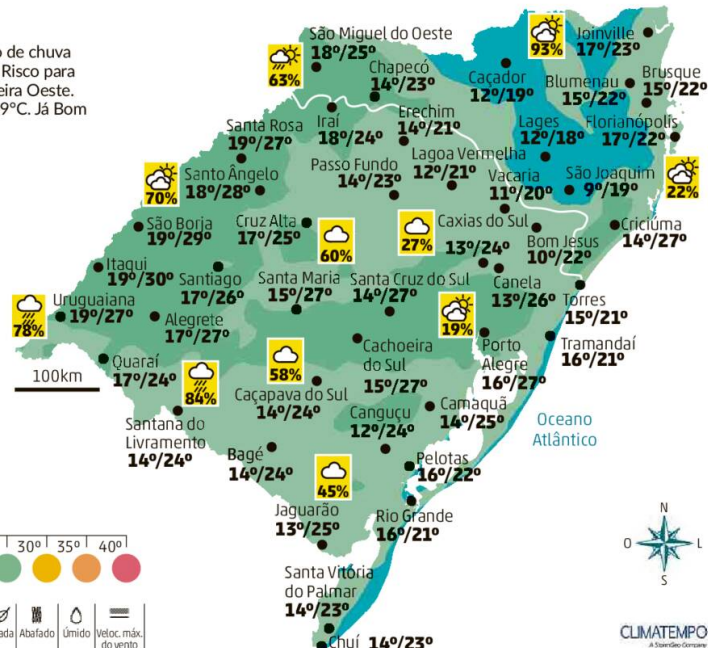 o de chuva
Risco para
eira Oeste.
9°C. Já Bom
São Miguel do Oeste
18º/25º
63%
Chapecó
14º/23º
93%
Joinville
17º/23º
Caçador
12º/19º
Blumenau
15º/22º
Brusque
15º/22º
Iraí
18º/24º
Erechim
14º/21º
Lages
12º/18º
Florianópolis
17º/22º
22%
Santa Rosa
19º/27º
Passo Fundo
14º/23º
Lagoa Vermelha
12º/21º
Vacaria
11º/20º
São Joaquim
9º/19º
70%
Santo Ângelo
18º/28º
São Borja
19º/29º
Cruz Alta
17º/25º
60%
27%
Caxias do Sul
13º/24º
Bom Jesus
10º/22º
Criciúma
14º/27º
Itaqui
19º/30º
Santiago
17º/26º
Santa Maria
15º/27º
Santa Cruz do Sul
14º/27º
Canela
13º/26º
Torres
15º/21º
78%
Uruguaiana
19º/27º
Alegrete
17º/27º
19%
Porto
Alegre
16º/27º
Tramandaí
16º/21º
Quaraí
17º/24º
100km
84%
58%
Cachoeira
do Sul
15º/27º
Caçapava do Sul
14º/24º
Camaquã
14º/25º
Canguçu
12º/24º
Oceano
Atlântico
Santana do
Livramento
14º/24º
Bagé
14º/24º
Pelotas
16º/22º
45%
Jaguarão
13º/25º
Rio Grande
16º/21º
Santa Vitória
do Palmar
14º/23º
Chuí 14º/23º
N
O L
S
30º 35º 40º
ada Abafado Úmido Veloc. máx.
do vento
CLIMATEMPO
A StormGeo Company